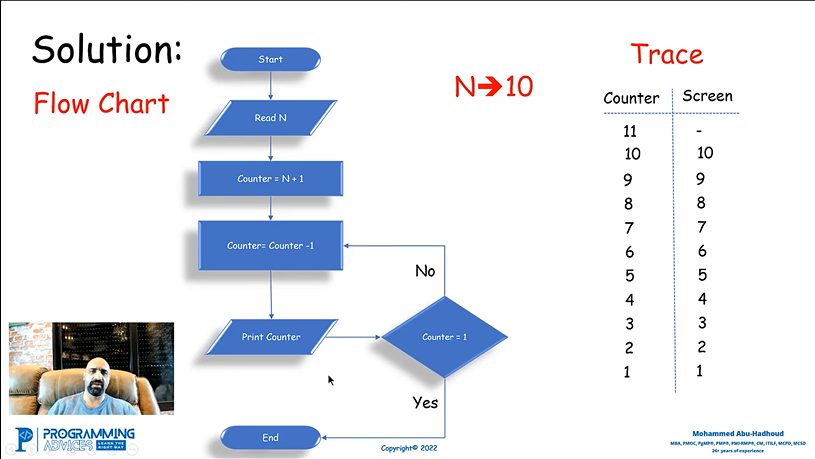 Solution:
Flow Chart
Start
Read N
Counter = N + 1
Counter= Counter -1
No
Print Counter
Counter = 1
Yes
End
N➔10
Trace
Counter Screen
11 -
10 10
9 9
8 8
7 7
6 6
5 5
4 4
3 3
2 2
1 1
PROGRAMMING
ADVICES LEARN THE RIGHT WAY
Copyright© 2022
Mohammed Abu-Hadhoud
MBA, PMOC, PgMP®, PMP®, PMI-RMP®, CM, ITILF, MCPD, MCSD
26+ years of experience